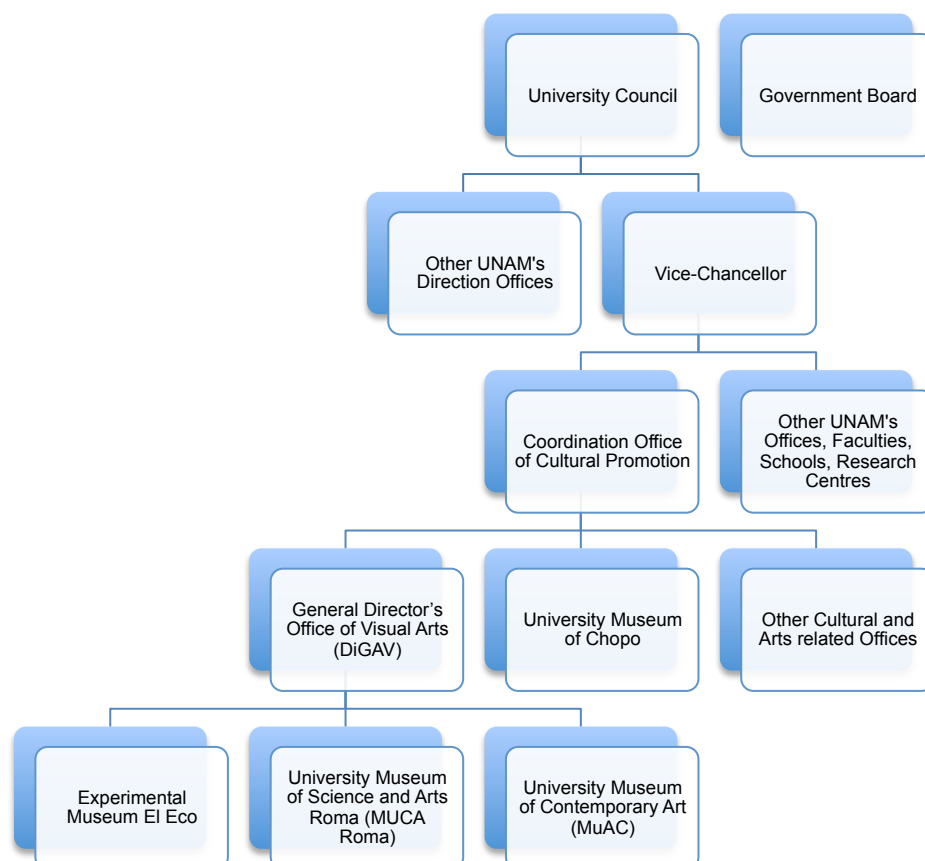 University Council
Government Board
Other UNAM's
Direction Offices
Vice-Chancellor
Coordination Office
of Cultural Promotion
Other UNAM's
Offices, Faculties,
Schools, Research
Centres
General Director’s
Office of Visual Arts
(DiGAV)
University Museum
of Chopo
Other Cultural and
Arts related Offices
Experimental
Museum El Eco
University Museum
of Science and Arts
Roma (MUCA
Roma)
University Museum
of Contemporary Art
(MuAC)